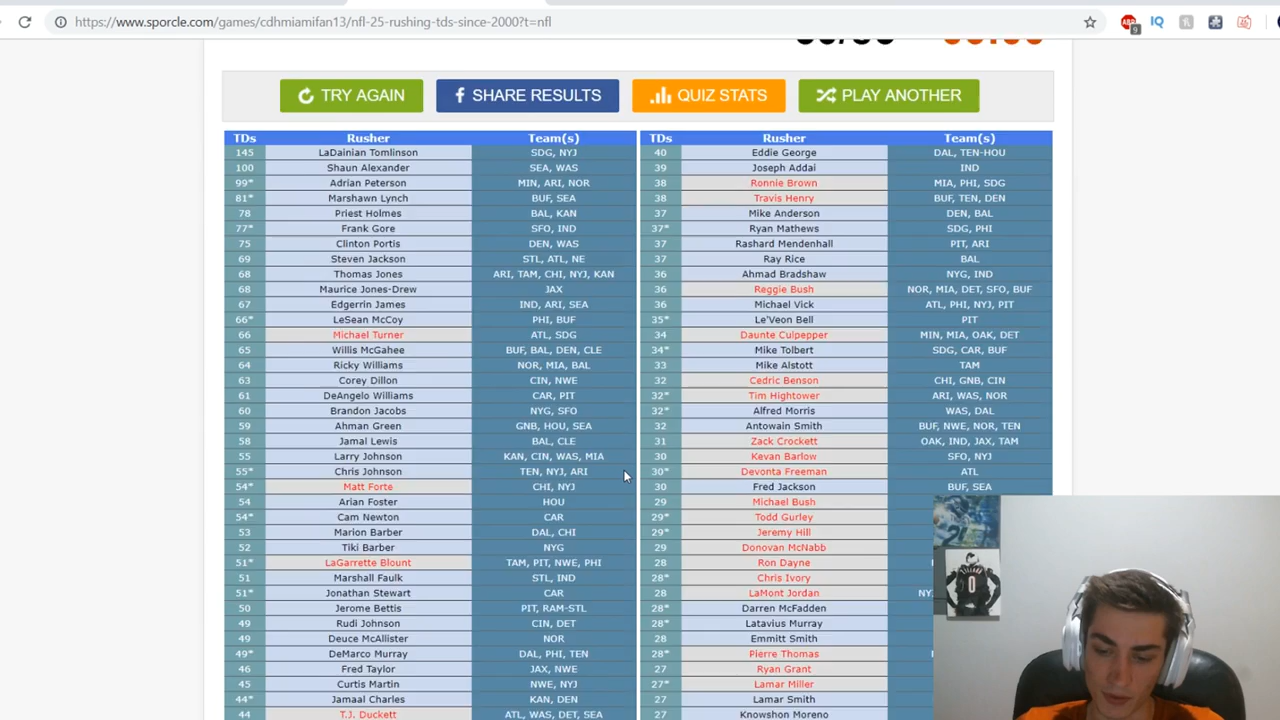 https://www.sporcle.com/games/cdhmiamifan13/nfl-25-rushing-tds-since-2000?t=nfl
ABP
9
IQ
TRY AGAIN
SHARE RESULTS
QUIZ STATS
PLAY ANOTHER
TDs Rusher Team(s)
145 LaDainian Tomlinson SDG, NYJ
100 Shaun Alexander SEA, WAS
99* Adrian Peterson MIN, ARI, NOR
81* Marshawn Lynch BUF, SEA
78 Priest Holmes BAL, KAN
77* Frank Gore SFO, IND
75 Clinton Portis DEN, WAS
69 Steven Jackson STL, ATL, NE
68 Thomas Jones ARI, TAM, CHI, NYJ, KAN
68 Maurice Jones-Drew JAX
67 Edgerrin James IND, ARI, SEA
66* LeSean McCoy PHI, BUF
66 Michael Turner ATL, SDG
65 Willis McGahee BUF, BAL, DEN, CLE
64 Ricky Williams NOR, MIA, BAL
63 Corey Dillon CIN, NWE
61 DeAngelo Williams CAR, PIT
60 Brandon Jacobs NYG, SFO
59 Ahman Green GNB, HOU, SEA
58 Jamal Lewis BAL, CLE
55 Larry Johnson KAN, CIN, WAS, MIA
55* Chris Johnson TEN, NYJ, ARI
54* Matt Forte CHI, NYJ
54 Arian Foster HOU
54* Cam Newton CAR
53 Marion Barber DAL, CHI
52 Tiki Barber NYG
51* LaGarrette Blount TAM, PIT, NWE, PHI
51 Marshall Faulk STL, IND
51* Jonathan Stewart CAR
50 Jerome Bettis PIT, RAM-STL
49 Rudi Johnson CIN, DET
49 Deuce McAllister NOR
49* DeMarco Murray DAL, PHI, TEN
46 Fred Taylor JAX, NWE
45 Curtis Martin NWE, NYJ
44* Jamaal Charles KAN, DEN
44 T.J. Duckett ATL, WAS, DET, SEA
TDs Rusher Team(s)
40 Eddie George DAL, TEN-HOU
39 Joseph Addai IND
38 Ronnie Brown MIA, PHI, SDG
38 Travis Henry BUF, TEN, DEN
37 Mike Anderson DEN, BAL
37* Ryan Mathews SDG, PHI
37 Rashard Mendenhall PIT, ARI
37 Ray Rice BAL
36 Ahmad Bradshaw NYG, IND
36 Reggie Bush NOR, MIA, DET, SFO, BUF
36 Michael Vick ATL, PHI, NYJ, PIT
35* Le'Veon Bell PIT
34 Daunte Culpepper MIN, MIA, OAK, DET
34* Mike Tolbert SDG, CAR, BUF
33 Mike Alstott TAM
32 Cedric Benson CHI, GNB, CIN
32* Tim Hightower ARI, WAS, NOR
32* Alfred Morris WAS, DAL
32 Antowain Smith BUF, NWE, NOR, TEN
31 Zack Crockett OAK, IND, JAX, TAM
30 Kevan Barlow SFO, NYJ
30* Devonta Freeman ATL
30 Fred Jackson BUF, SEA
29 Michael Bush
29* Todd Gurley
29* Jeremy Hill
29 Donovan McNabb
28 Ron Dayne
28* Chris Ivory
28 LaMont Jordan NY
28* Darren McFadden
28* Latavius Murray
28 Emmitt Smith
28* Pierre Thomas
27 Ryan Grant
27* Lamar Miller
27 Lamar Smith
27 Knowshon Moreno
0